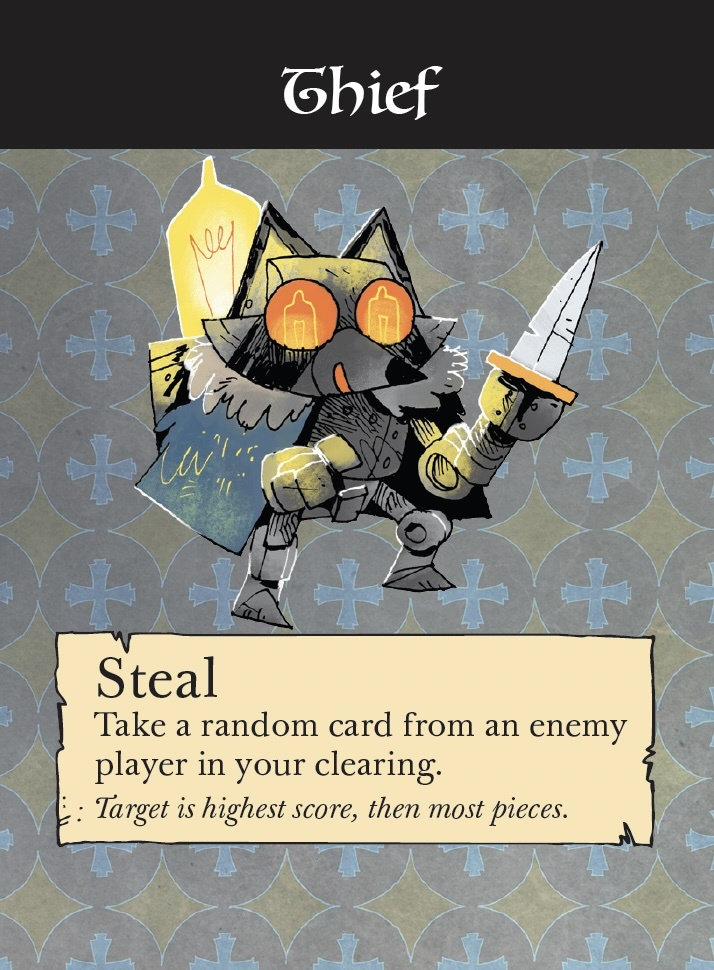 Thief
Steal
Take a random card from an enemy
player in your clearing.
Target is highest score, then most pieces.